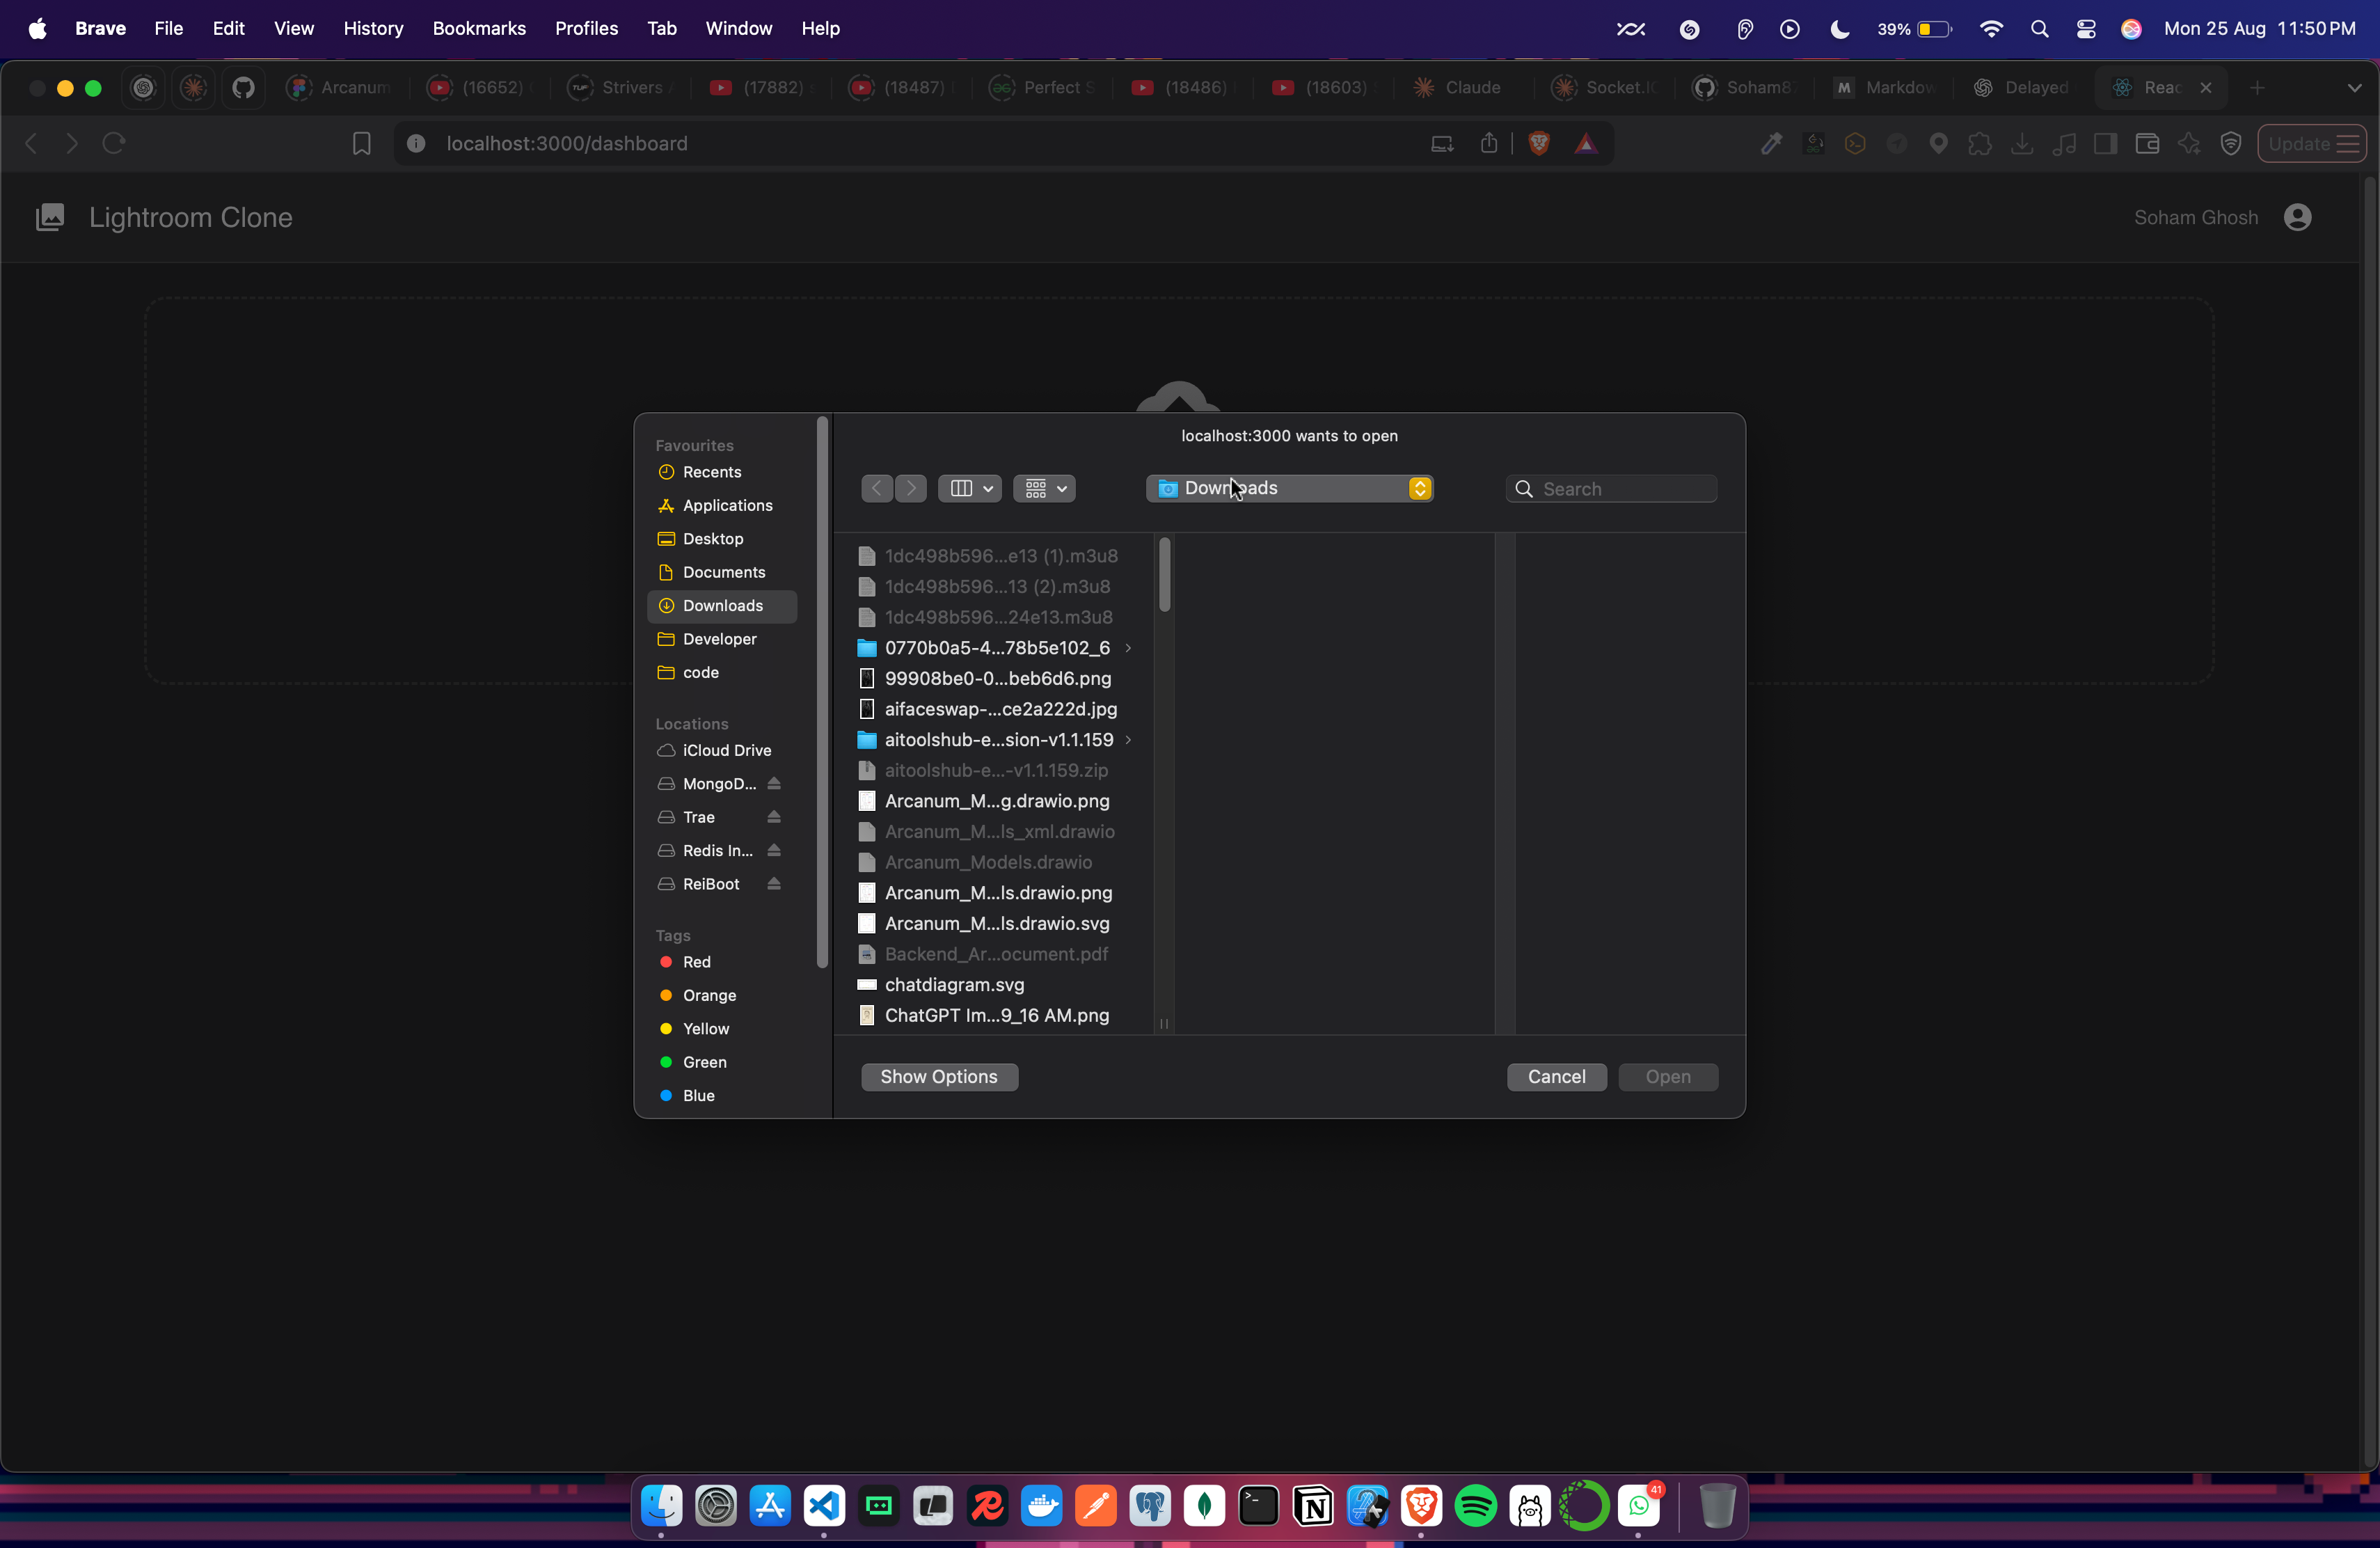 Brave File Edit View History Bookmarks Profiles Tab Window Help 39% Mon 25 Aug 11:50 PM
Arcanum (16652) Strivers (17882) (18487) Perfect S (18486) (18603) Claude Socket.IO Soham87 Markdow Delayed Reac
localhost:3000/dashboard Update
Lightroom Clone Soham Ghosh
localhost:3000 wants to open
Downloads Search
Favourites
Recents
Applications
Desktop
Documents
Downloads
Developer
code
Locations
iCloud Drive
MongoD...
Trae
Redis In...
ReiBoot
Tags
Red
Orange
Yellow
Green
Blue
1dc498b596...e13 (1).m3u8
1dc498b596...13 (2).m3u8
1dc498b596...24e13.m3u8
0770b0a5-4...78b5e102_6
99908be0-0...beb6d6.png
aifaceswap-...ce2a222d.jpg
aitoolshub-e...sion-v1.1.159
aitoolshub-e...-v1.1.159.zip
Arcanum_M...g.drawio.png
Arcanum_M...ls_xml.drawio
Arcanum_Models.drawio
Arcanum_M...ls.drawio.png
Arcanum_M...ls.drawio.svg
Backend_Ar...ocument.pdf
chatdiagram.svg
ChatGPT Im...9_16 AM.png
Show Options Cancel Open
41